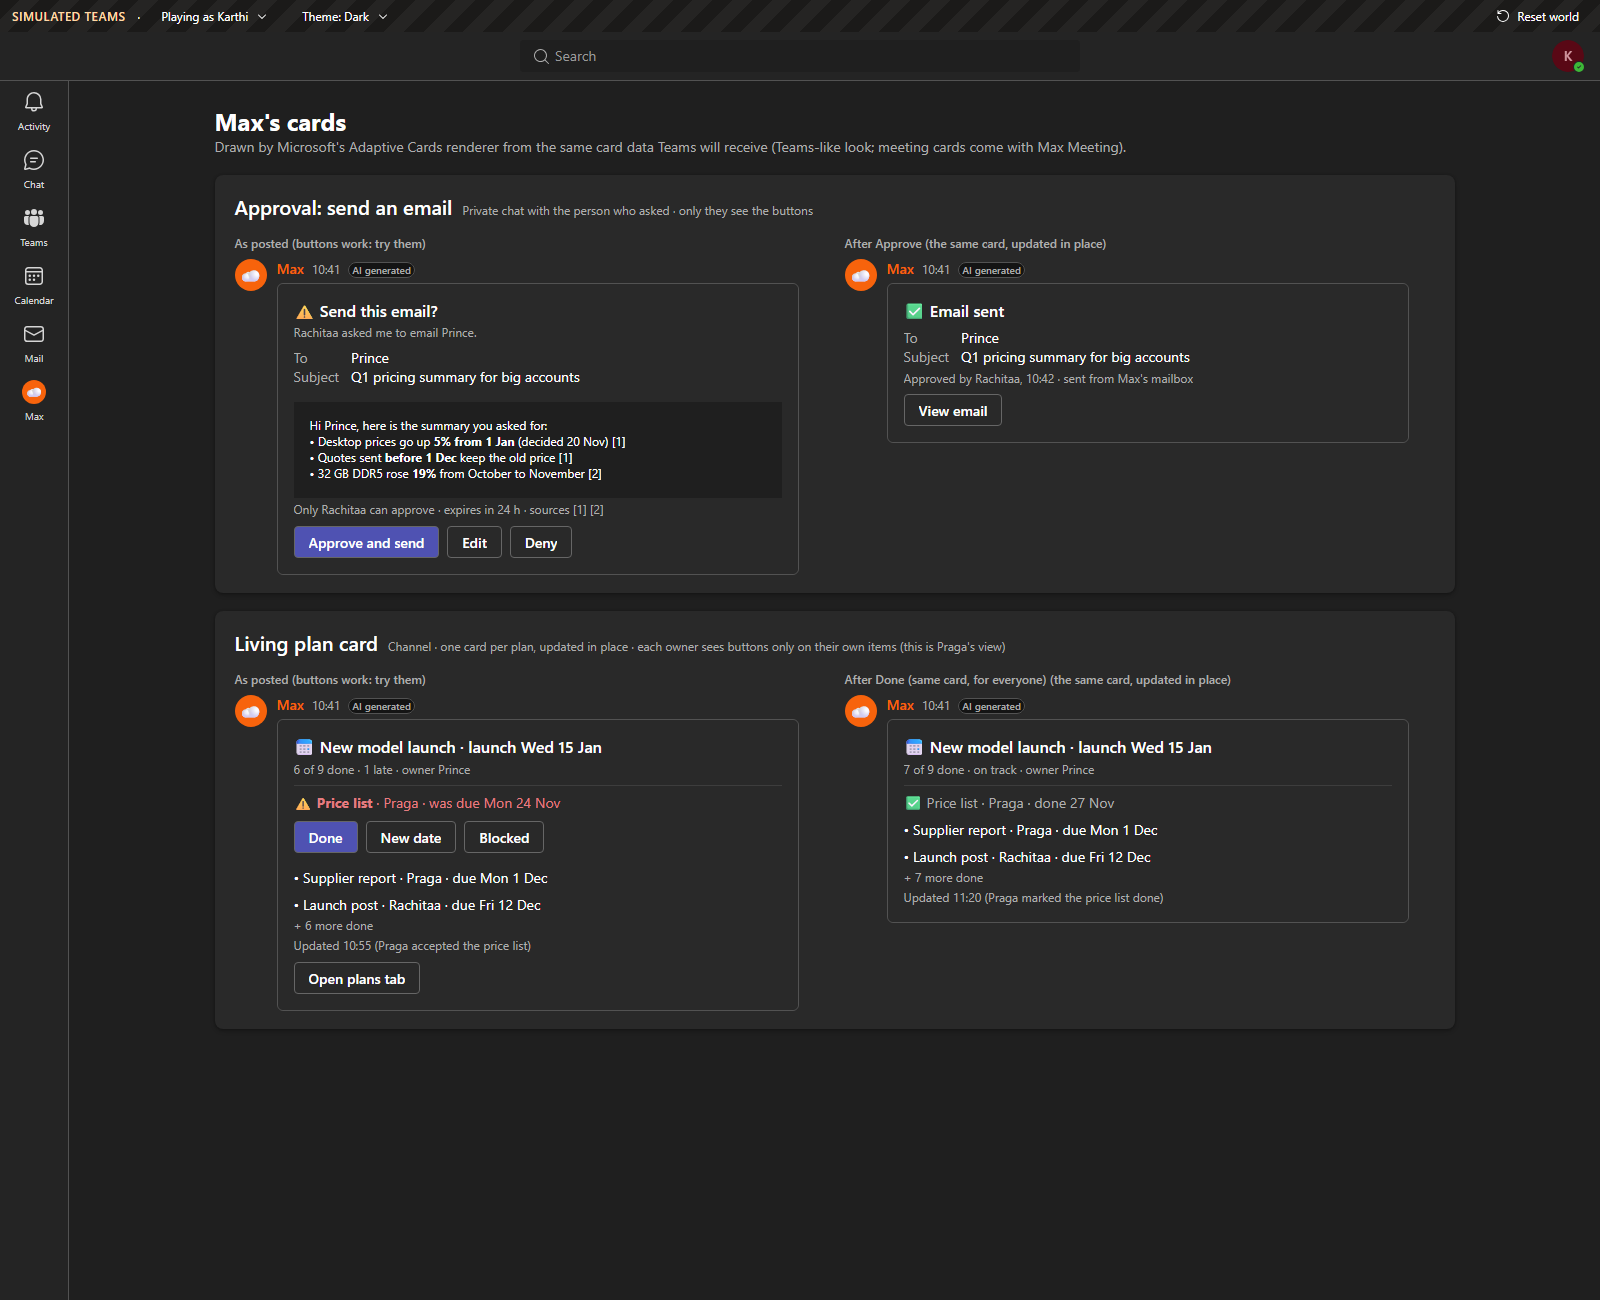 SIMULATED TEAMS · Playing as Karthi Theme: Dark Reset world
Search
K
Activity
Chat
Teams
Calendar
Mail
Max
Max's cards
Drawn by Microsoft's Adaptive Cards renderer from the same card data Teams will receive (Teams-like look; meeting cards come with Max Meeting).
Approval: send an email Private chat with the person who asked · only they see the buttons
As posted (buttons work: try them)
Max 10:41 AI generated
Send this email?
Rachitaa asked me to email Prince.
To Prince
Subject Q1 pricing summary for big accounts
Hi Prince, here is the summary you asked for:
• Desktop prices go up 5% from 1 Jan (decided 20 Nov) [1]
• Quotes sent before 1 Dec keep the old price [1]
• 32 GB DDR5 rose 19% from October to November [2]
Only Rachitaa can approve · expires in 24 h · sources [1] [2]
Approve and send Edit Deny
After Approve (the same card, updated in place)
Max 10:41 AI generated
Email sent
To Prince
Subject Q1 pricing summary for big accounts
Approved by Rachitaa, 10:42 · sent from Max's mailbox
View email
Living plan card Channel · one card per plan, updated in place · each owner sees buttons only on their own items (this is Praga's view)
As posted (buttons work: try them)
Max 10:41 AI generated
New model launch · launch Wed 15 Jan
6 of 9 done · 1 late · owner Prince
Price list · Praga · was due Mon 24 Nov
Done New date Blocked
• Supplier report · Praga · due Mon 1 Dec
• Launch post · Rachitaa · due Fri 12 Dec
+ 6 more done
Updated 10:55 (Praga accepted the price list)
Open plans tab
After Done (same card, for everyone) (the same card, updated in place)
Max 10:41 AI generated
New model launch · launch Wed 15 Jan
7 of 9 done · on track · owner Prince
Price list · Praga · done 27 Nov
• Supplier report · Praga · due Mon 1 Dec
• Launch post · Rachitaa · due Fri 12 Dec
+ 7 more done
Updated 11:20 (Praga marked the price list done)